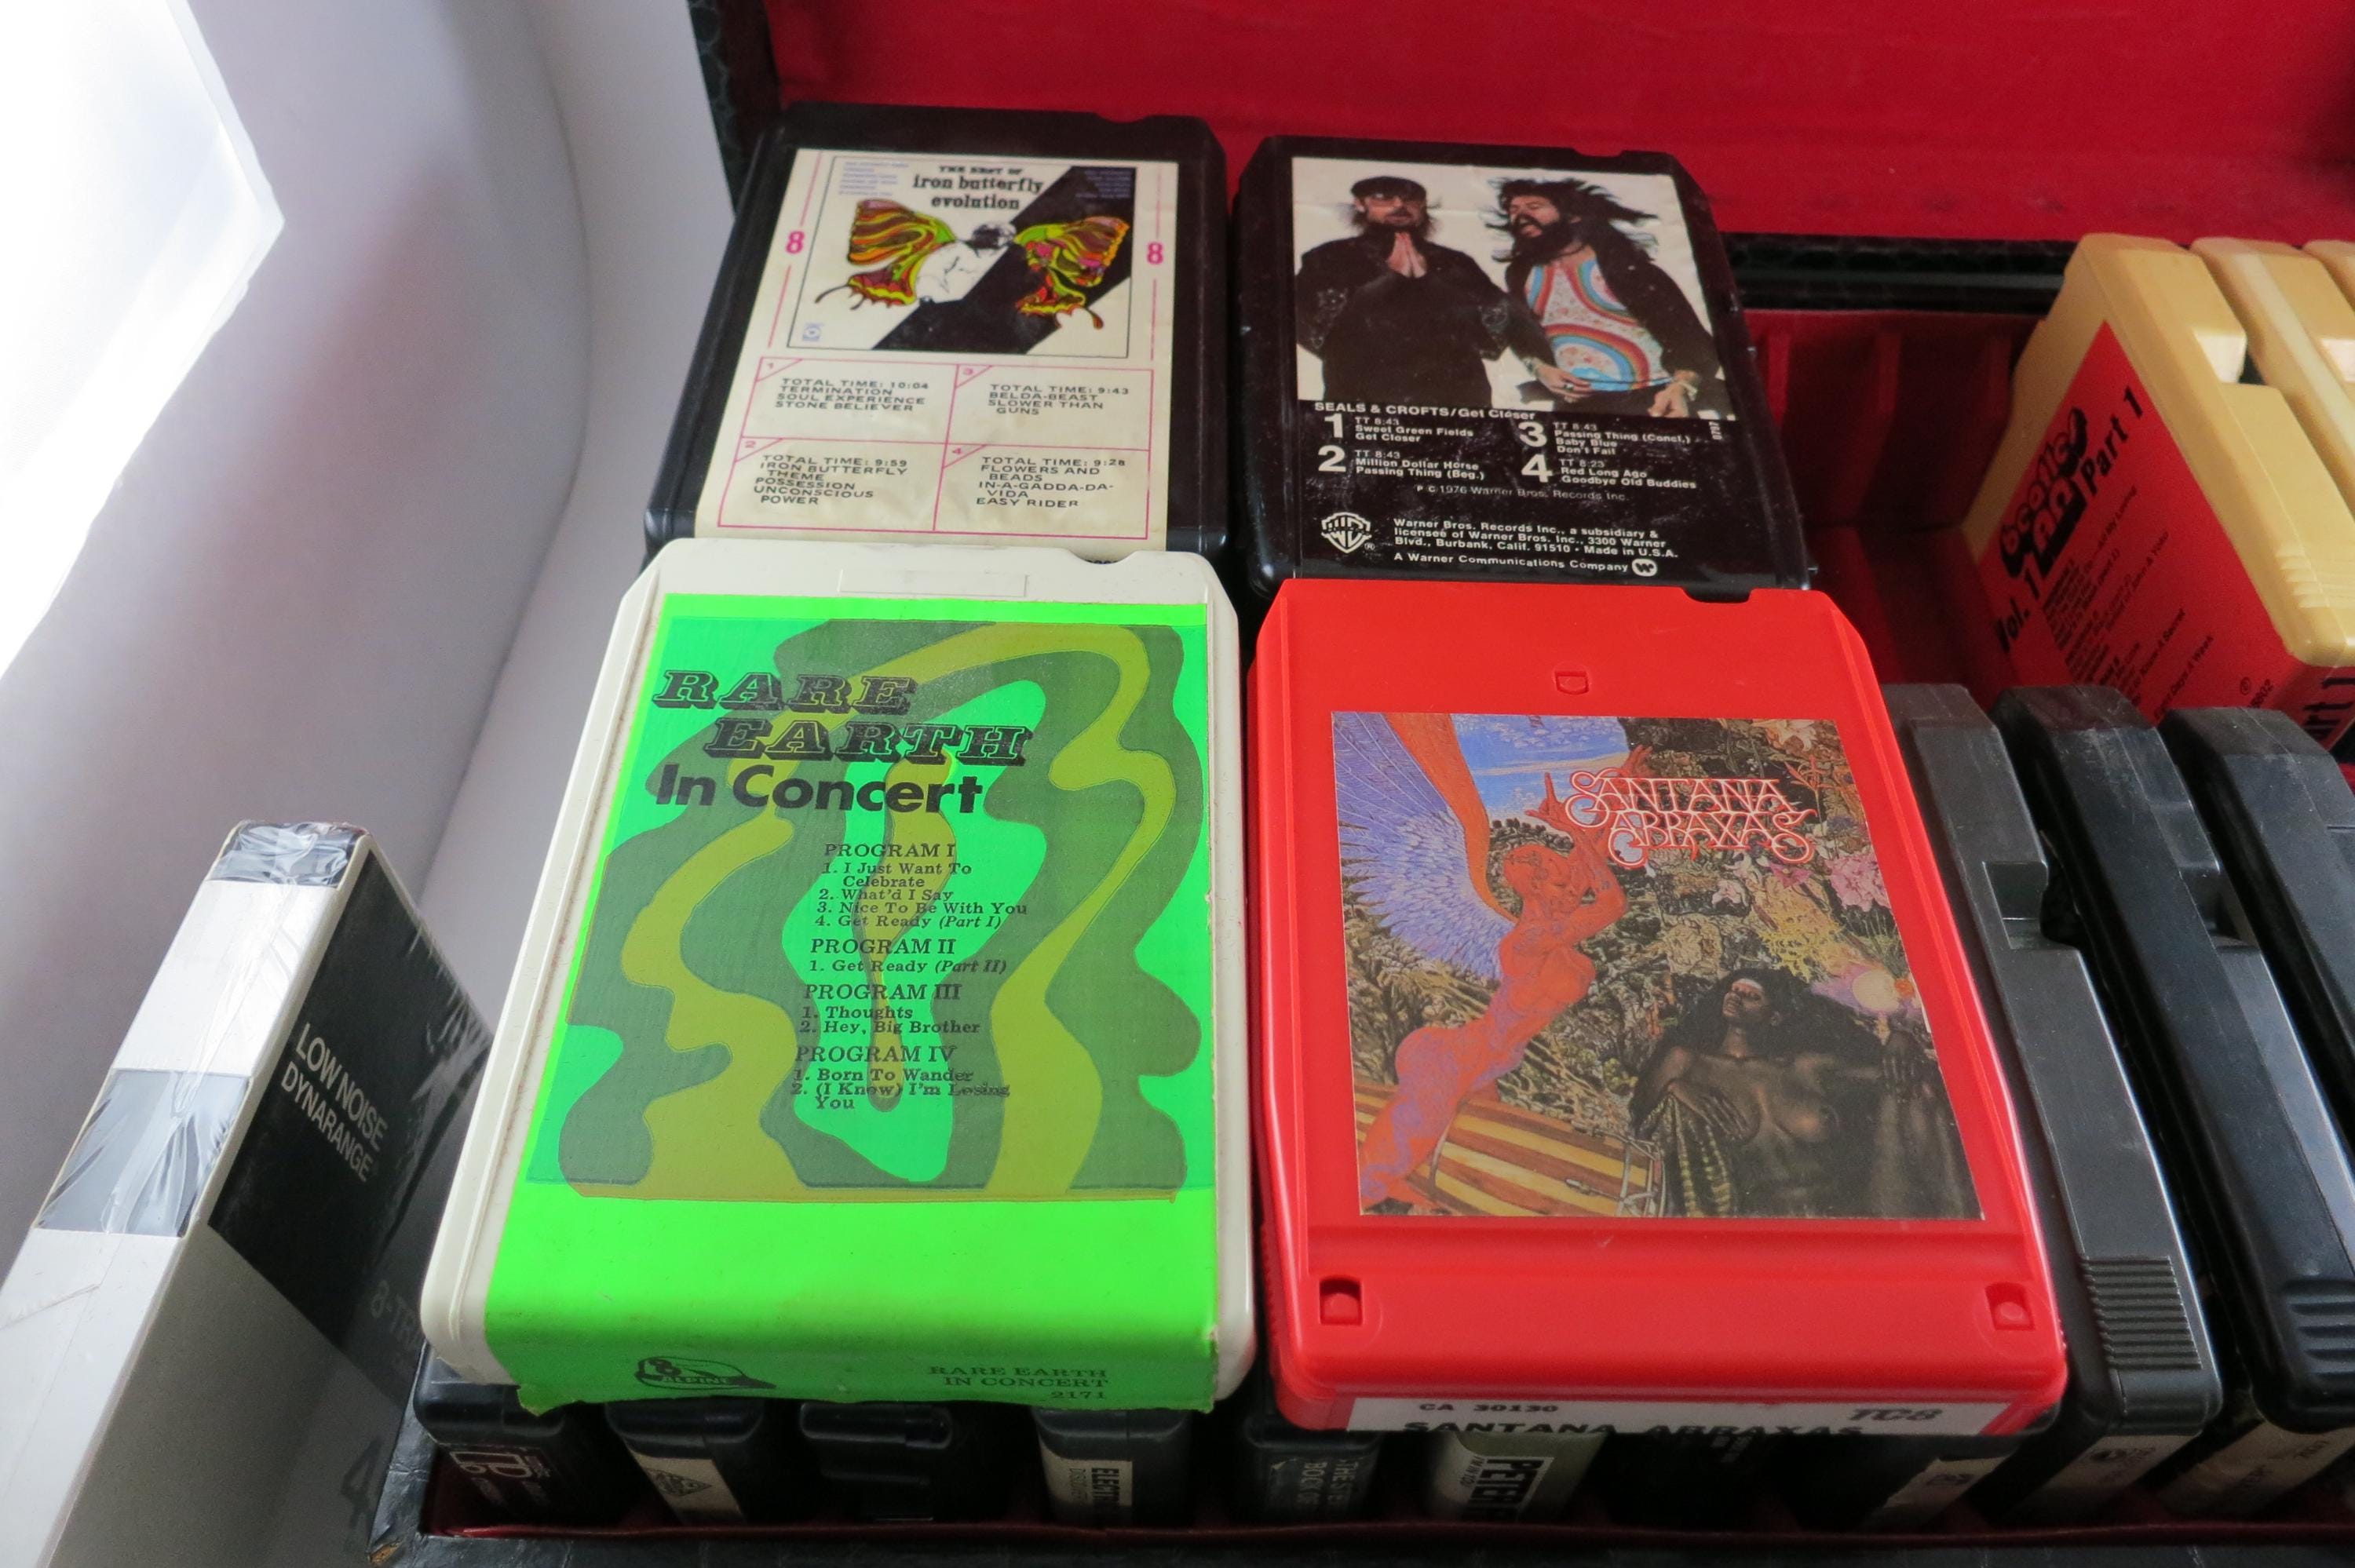 THE BEST OF
iron butterfly
evolution
8
8
1
TOTAL TIME: 10:04
TERMINATION
SOUL EXPERIENCE
STONE BELIEVER
3
TOTAL TIME: 9:43
BELDA-BEAST
SLOWER THAN
GUNS
2
TOTAL TIME: 9:59
IRON BUTTERFLY
THEME
POSSESSION
UNCONSCIOUS
POWER
4
TOTAL TIME: 9:28
FLOWERS AND
BEADS
IN-A-GADDA-DA-
VIDA
EASY RIDER
SEALS & CROFTS/Get Closer
1 TT 8:43
Sweet Green Fields
Get Closer
2 TT 8:43
Million Dollar Horse
Passing Thing (Beg.)
3 TT 8:43
Passing Thing (Concl.)
Baby Blue
Don't Fail
4 TT 8:23
Red Long Ago
Goodbye Old Buddies
P C 1976 Warner Bros. Records Inc.
Warner Bros. Records Inc., a subsidiary &
licensee of Warner Bros. Inc., 3300 Warner
Blvd., Burbank, Calif. 91510 • Made in U.S.A.
A Warner Communications Company
beatles
Vol. 1 Part 1
RARE
EARTH
In Concert
PROGRAM I
1. I Just Want To
Celebrate
2. What'd I Say
3. Nice To Be With You
4. Get Ready (Part I)
PROGRAM II
1. Get Ready (Part II)
PROGRAM III
1. Thoughts
2. Hey, Big Brother
PROGRAM IV
1. Born To Wander
2. (I Know) I'm Losing
You
8 ALPINE
RARE EARTH
IN CONCERT
2171
SANTANA
ABRAXAS
CA 30130
TC8
SANTANA ABRAXAS
LOW NOISE
DYNARANGE